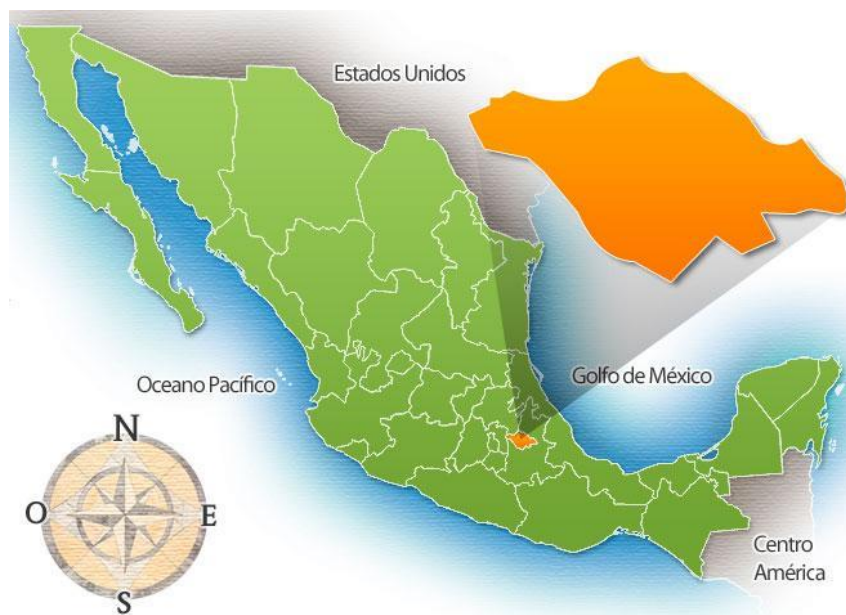 Estados Unidos
Golfo de México
Oceano Pacífico
N
O
E
S
Centro
América